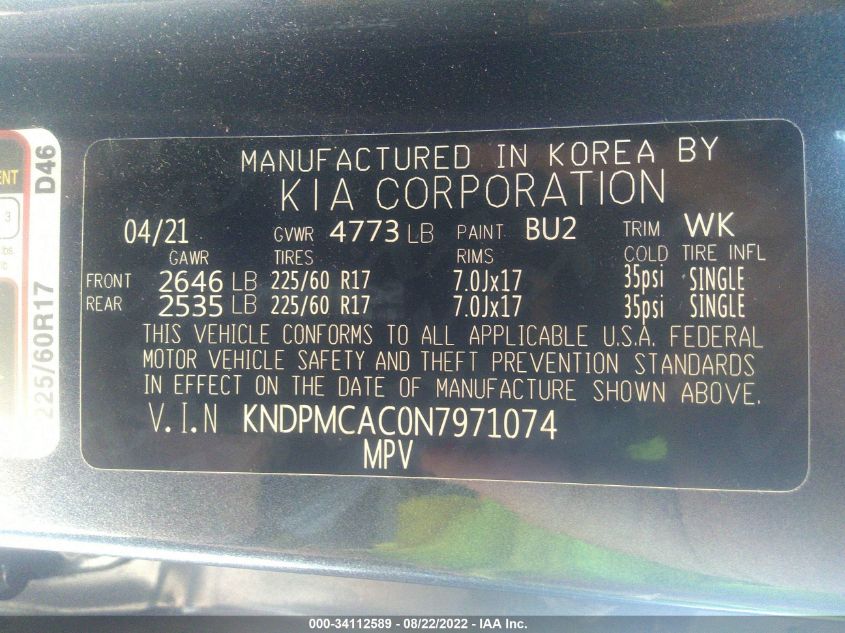 MANUFACTURED IN KOREA BY
KIA CORPORATION
04/21 GVWR 4773 LB PAINT BU2 TRIM WK
GAWR TIRES RIMS COLD TIRE INFL
FRONT 2646 LB 225/60 R17 7.0Jx17 35psi SINGLE
REAR 2535 LB 225/60 R17 7.0Jx17 35psi SINGLE
THIS VEHICLE CONFORMS TO ALL APPLICABLE U.S.A. FEDERAL
MOTOR VEHICLE SAFETY AND THEFT PREVENTION STANDARDS
IN EFFECT ON THE DATE OF MANUFACTURE SHOWN ABOVE.
V.I.N KNDPMCAC0N7971074
MPV
225/60R17 D46
3
000-34112589 - 08/22/2022 - IAA Inc.